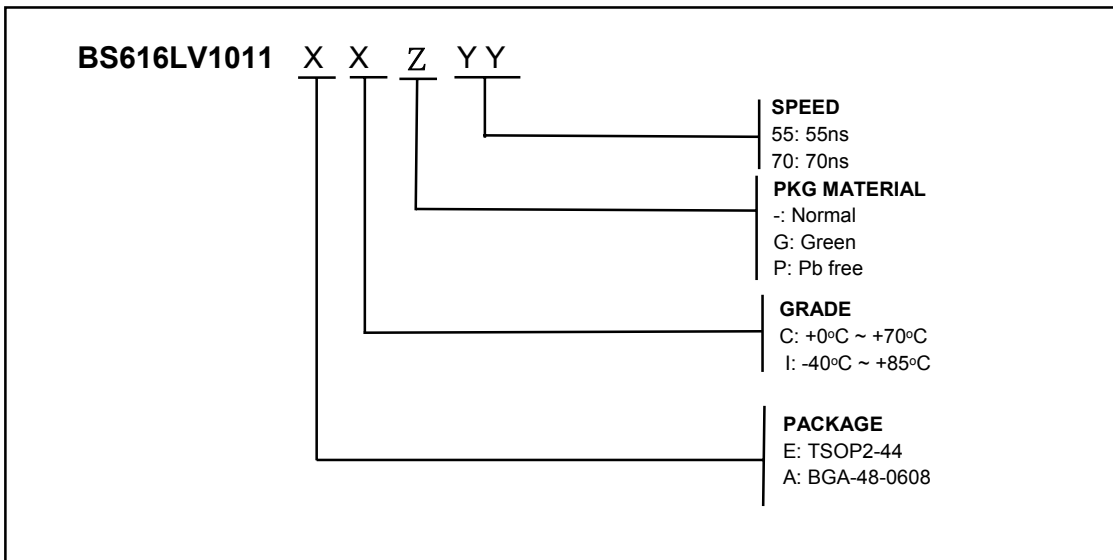 BS616LV1011 X X Z Y Y
SPEED
55: 55ns
70: 70ns
PKG MATERIAL
-: Normal
G: Green
P: Pb free
GRADE
C: +0ºC ~ +70ºC
I: -40ºC ~ +85ºC
PACKAGE
E: TSOP2-44
A: BGA-48-0608